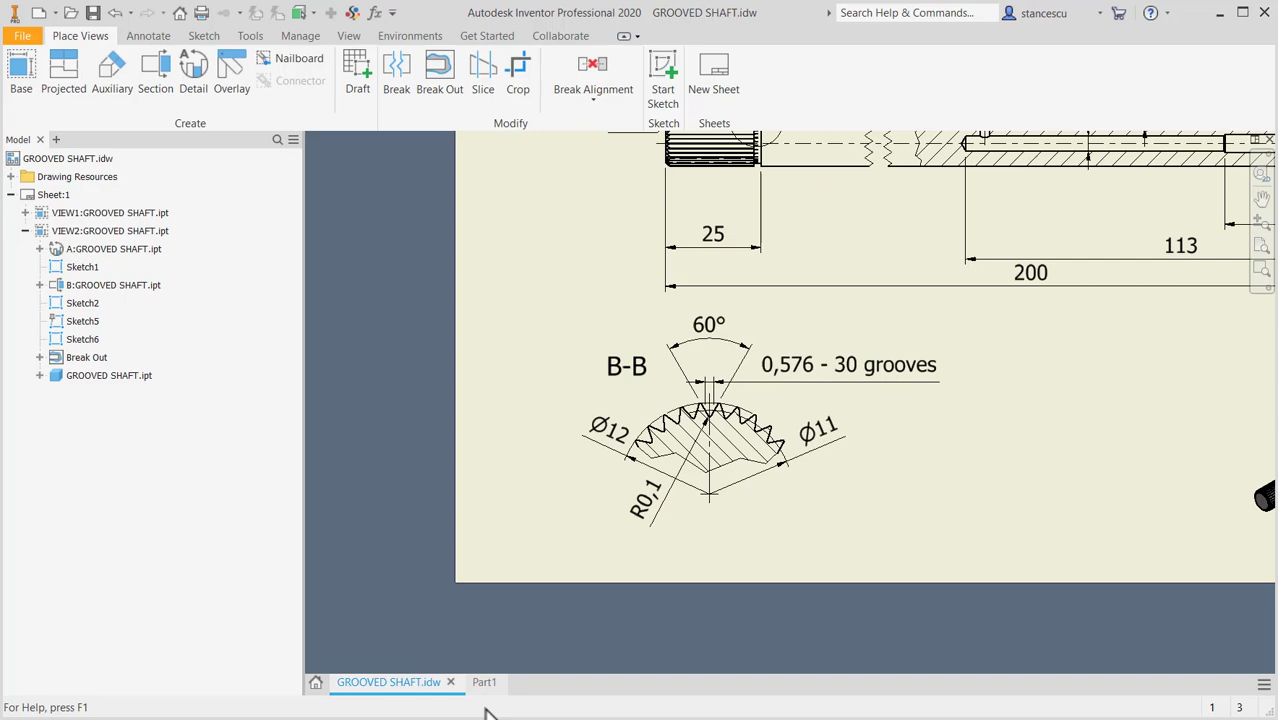 PRO
Autodesk Inventor Professional 2020 GROOVED SHAFT.idw
Search Help & Commands...
stancescu
File Place Views Annotate Sketch Tools Manage View Environments Get Started Collaborate
Base
Projected
Auxiliary
Section
Detail
Overlay
Nailboard
Connector
Draft
Break
Break Out
Slice
Crop
Break Alignment
Start
Sketch
New Sheet
Create
Modify
Sketch
Sheets
Model
GROOVED SHAFT.idw
Drawing Resources
Sheet:1
VIEW1:GROOVED SHAFT.ipt
VIEW2:GROOVED SHAFT.ipt
A:GROOVED SHAFT.ipt
Sketch1
B:GROOVED SHAFT.ipt
Sketch2
Sketch5
Sketch6
Break Out
GROOVED SHAFT.ipt
25
113
200
60°
B-B
0,576 - 30 grooves
Ø12
Ø11
R0,1
GROOVED SHAFT.idw
Part1
For Help, press F1
1 3